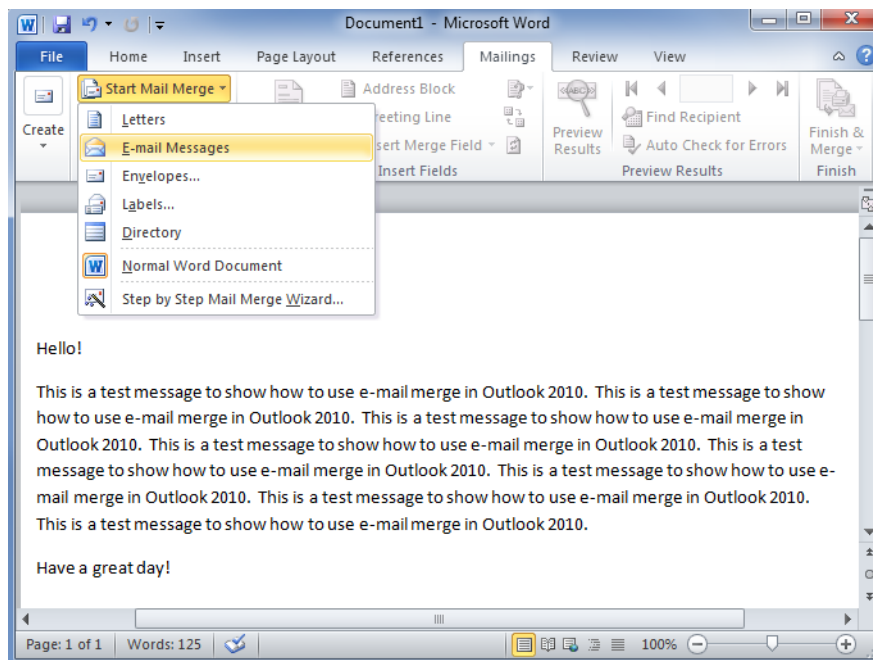 Document1 - Microsoft Word
File Home Insert Page Layout References Mailings Review View
Start Mail Merge Address Block
Find Recipient
Create Preview Results Auto Check for Errors Finish & Merge
Insert Fields Preview Results Finish
Letters
E-mail Messages
Envelopes...
Labels...
Directory
Normal Word Document
Step by Step Mail Merge Wizard...
Hello!
This is a test message to show how to use e-mail merge in Outlook 2010. This is a test message to show
how to use e-mail merge in Outlook 2010. This is a test message to show how to use e-mail merge in
Outlook 2010. This is a test message to show how to use e-mail merge in Outlook 2010. This is a test
message to show how to use e-mail merge in Outlook 2010. This is a test message to show how to use e-
mail merge in Outlook 2010. This is a test message to show how to use e-mail merge in Outlook 2010.
This is a test message to show how to use e-mail merge in Outlook 2010.
Have a great day!
Page: 1 of 1 Words: 125 100%